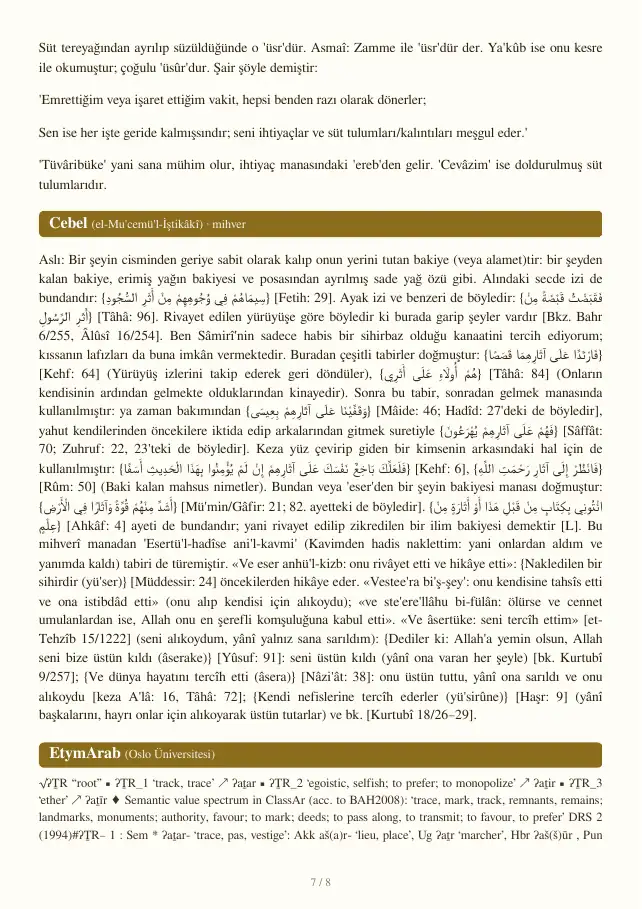 Süt tereyağından ayrılıp süzüldüğünde o 'üsr'dür. Asmaî: Zamme ile 'üsr'dür der. Ya'kûb ise onu kesre
ile okumuştur; çoğulu 'üsûr'dur. Şair şöyle demiştir:
'Emrettiğim veya işaret ettiğim vakit, hepsi benden razı olarak dönerler;
Sen ise her işte geride kalmışsındır; seni ihtiyaçlar ve süt tulumları/kalıntıları meşgul eder.'
'Tüvâribüke' yani sana mühim olur, ihtiyaç manasındaki 'ereb'den gelir. 'Cevâzim' ise doldurulmuş süt
tulumlarıdır.
Cebel (el-Mu'cemü'l-İştikâkî) · mihver
Aslı: Bir şeyin cisminden geriye sabit olarak kalıp onun yerini tutan bakiye (veya alamet)tir: bir şeyden
kalan bakiye, erimiş yağın bakiyesi ve posasından ayrılmış sade yağ özü gibi. Alındaki secde izi de
bundandır: {سِيمَاهُمْ فِي وُجُوهِهِمْ مِنْ أَثَرِ السُّجُودِ} [Fetih: 29]. Ayak izi ve benzeri de böyledir: {فَقَبَضْتُ قَبْضَةً مِنْ
أَثَرِ الرَّسُولِ} [Tâhâ: 96]. Rivayet edilen yürüyüşe göre böyledir ki burada garip şeyler vardır [Bkz. Bahr
6/255, Âlûsî 16/254]. Ben Sâmirî'nin sadece habis bir sihirbaz olduğu kanaatini tercih ediyorum;
kıssanın lafızları da buna imkân vermektedir. Buradan çeşitli tabirler doğmuştur: {فَارْتَدَّا عَلَى آثَارِهِمَا قَصَصًا}
[Kehf: 64] (Yürüyüş izlerini takip ederek geri döndüler), {هُمْ أُولَاءِ عَلَى أَثَرِي} [Tâhâ: 84] (Onların
kendisinin ardından gelmekte olduklarından kinayedir). Sonra bu tabir, sonradan gelmek manasında
kullanılmıştır: ya zaman bakımından {وَقَفَّيْنَا عَلَى آثَارِهِمْ بِعِيسَى} [Mâide: 46; Hadîd: 27'deki de böyledir],
yahut kendilerinden öncekilere iktida edip arkalarından gitmek suretiyle {فَهُمْ عَلَى آثَارِهِمْ يُهْرَعُونَ} [Sâffât:
70; Zuhruf: 22, 23'teki de böyledir]. Keza yüz çevirip giden bir kimsenin arkasındaki hal için de
kullanılmıştır: {فَلَعَلَّكَ بَاخِعٌ نَفْسَكَ عَلَى آثَارِهِمْ إِنْ لَمْ يُؤْمِنُوا بِهَذَا الْحَدِيثِ أَسَفًا} [Kehf: 6], {فَانْظُرْ إِلَى آثَارِ رَحْمَتِ اللَّهِ}
[Rûm: 50] (Baki kalan mahsus nimetler). Bundan veya 'eser'den bir şeyin bakiyesi manası doğmuştur:
{أَشَدَّ مِنْهُمْ قُوَّةً وَآثَارًا فِي الْأَرْضِ} [Mü'min/Gâfir: 21; 82. ayetteki de böyledir]. {ائْتُونِي بِكِتَابٍ مِنْ قَبْلِ هَذَا أَوْ أَثَارَةٍ مِنْ
عِلْمٍ} [Ahkâf: 4] ayeti de bundandır; yani rivayet edilip zikredilen bir ilim bakiyesi demektir [L]. Bu
mihverî manadan 'Esertü'l-hadîse ani'l-kavmi' (Kavimden hadis naklettim: yani onlardan aldım ve
yanımda kaldı) tabiri de türemiştir. «Ve eser anhü'l-kizb: onu rivâyet etti ve hikâye etti»: {Nakledilen bir
sihirdir (yü'ser)} [Müddessir: 24] öncekilerden hikâye eder. «Vestee'ra bi'ş-şey': onu kendisine tahsîs etti
ve ona istibdâd etti» (onu alıp kendisi için alıkoydu); «ve ste'ere'llâhu bi-fülân: ölürse ve cennet
umulanlardan ise, Allah onu en şerefli komşuluğuna kabul etti». «Ve âsertüke: seni tercîh ettim» [et-
Tehzîb 15/1222] (seni alıkoydum, yânî yalnız sana sarıldım): {Dediler ki: Allah'a yemin olsun, Allah
seni bize üstün kıldı (âserake)} [Yûsuf: 91]: seni üstün kıldı (yânî ona varan her şeyle) [bk. Kurtubî
9/257]; {Ve dünya hayatını tercîh etti (âsera)} [Nâzi'ât: 38]: onu üstün tuttu, yânî ona sarıldı ve onu
alıkoydu [keza A'lâ: 16, Tâhâ: 72]; {Kendi nefislerine tercîh ederler (yü'sirûne)} [Haşr: 9] (yânî
başkalarını, hayrı onlar için alıkoyarak üstün tutarlar) ve bk. [Kurtubî 18/26–29].
EtymArab (Oslo Üniversitesi)
√ʔṮR “root” ▪ ʔṮR_1 ‘track, trace’ ↗ ʔaṯar ▪ ʔṮR_2 ‘egoistic, selfish; to prefer; to monopolize’ ↗ ʔaṯir ▪ ʔṮR_3
‘ether’ ↗ ʔaṯīr ♦ Semantic value spectrum in ClassAr (acc. to BAH2008): ‘trace, mark, track, remnants, remains;
landmarks, monuments; authority, favour; to mark; deeds; to pass along, to transmit; to favour, to prefer’ DRS 2
(1994)#ʔṮR– 1 : Sem * ʔaṯar- ‘trace, pas, vestige’: Akk aš(a)r- ‘lieu, place’, Ug ʔaṯr ‘marcher’, Hbr ʔaš(š)ūr , Pun
7 / 8